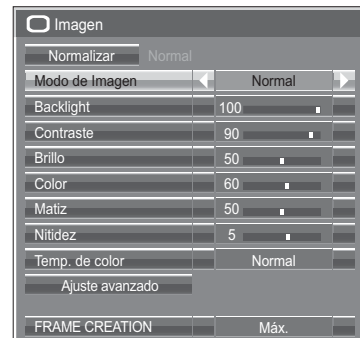 Imagen
Normalizar Normal
Modo de Imagen Normal
Backlight 100
Contraste 90
Brillo 50
Color 60
Matiz 50
Nitidez 5
Temp. de color Normal
Ajuste avanzado
FRAME CREATION Máx.